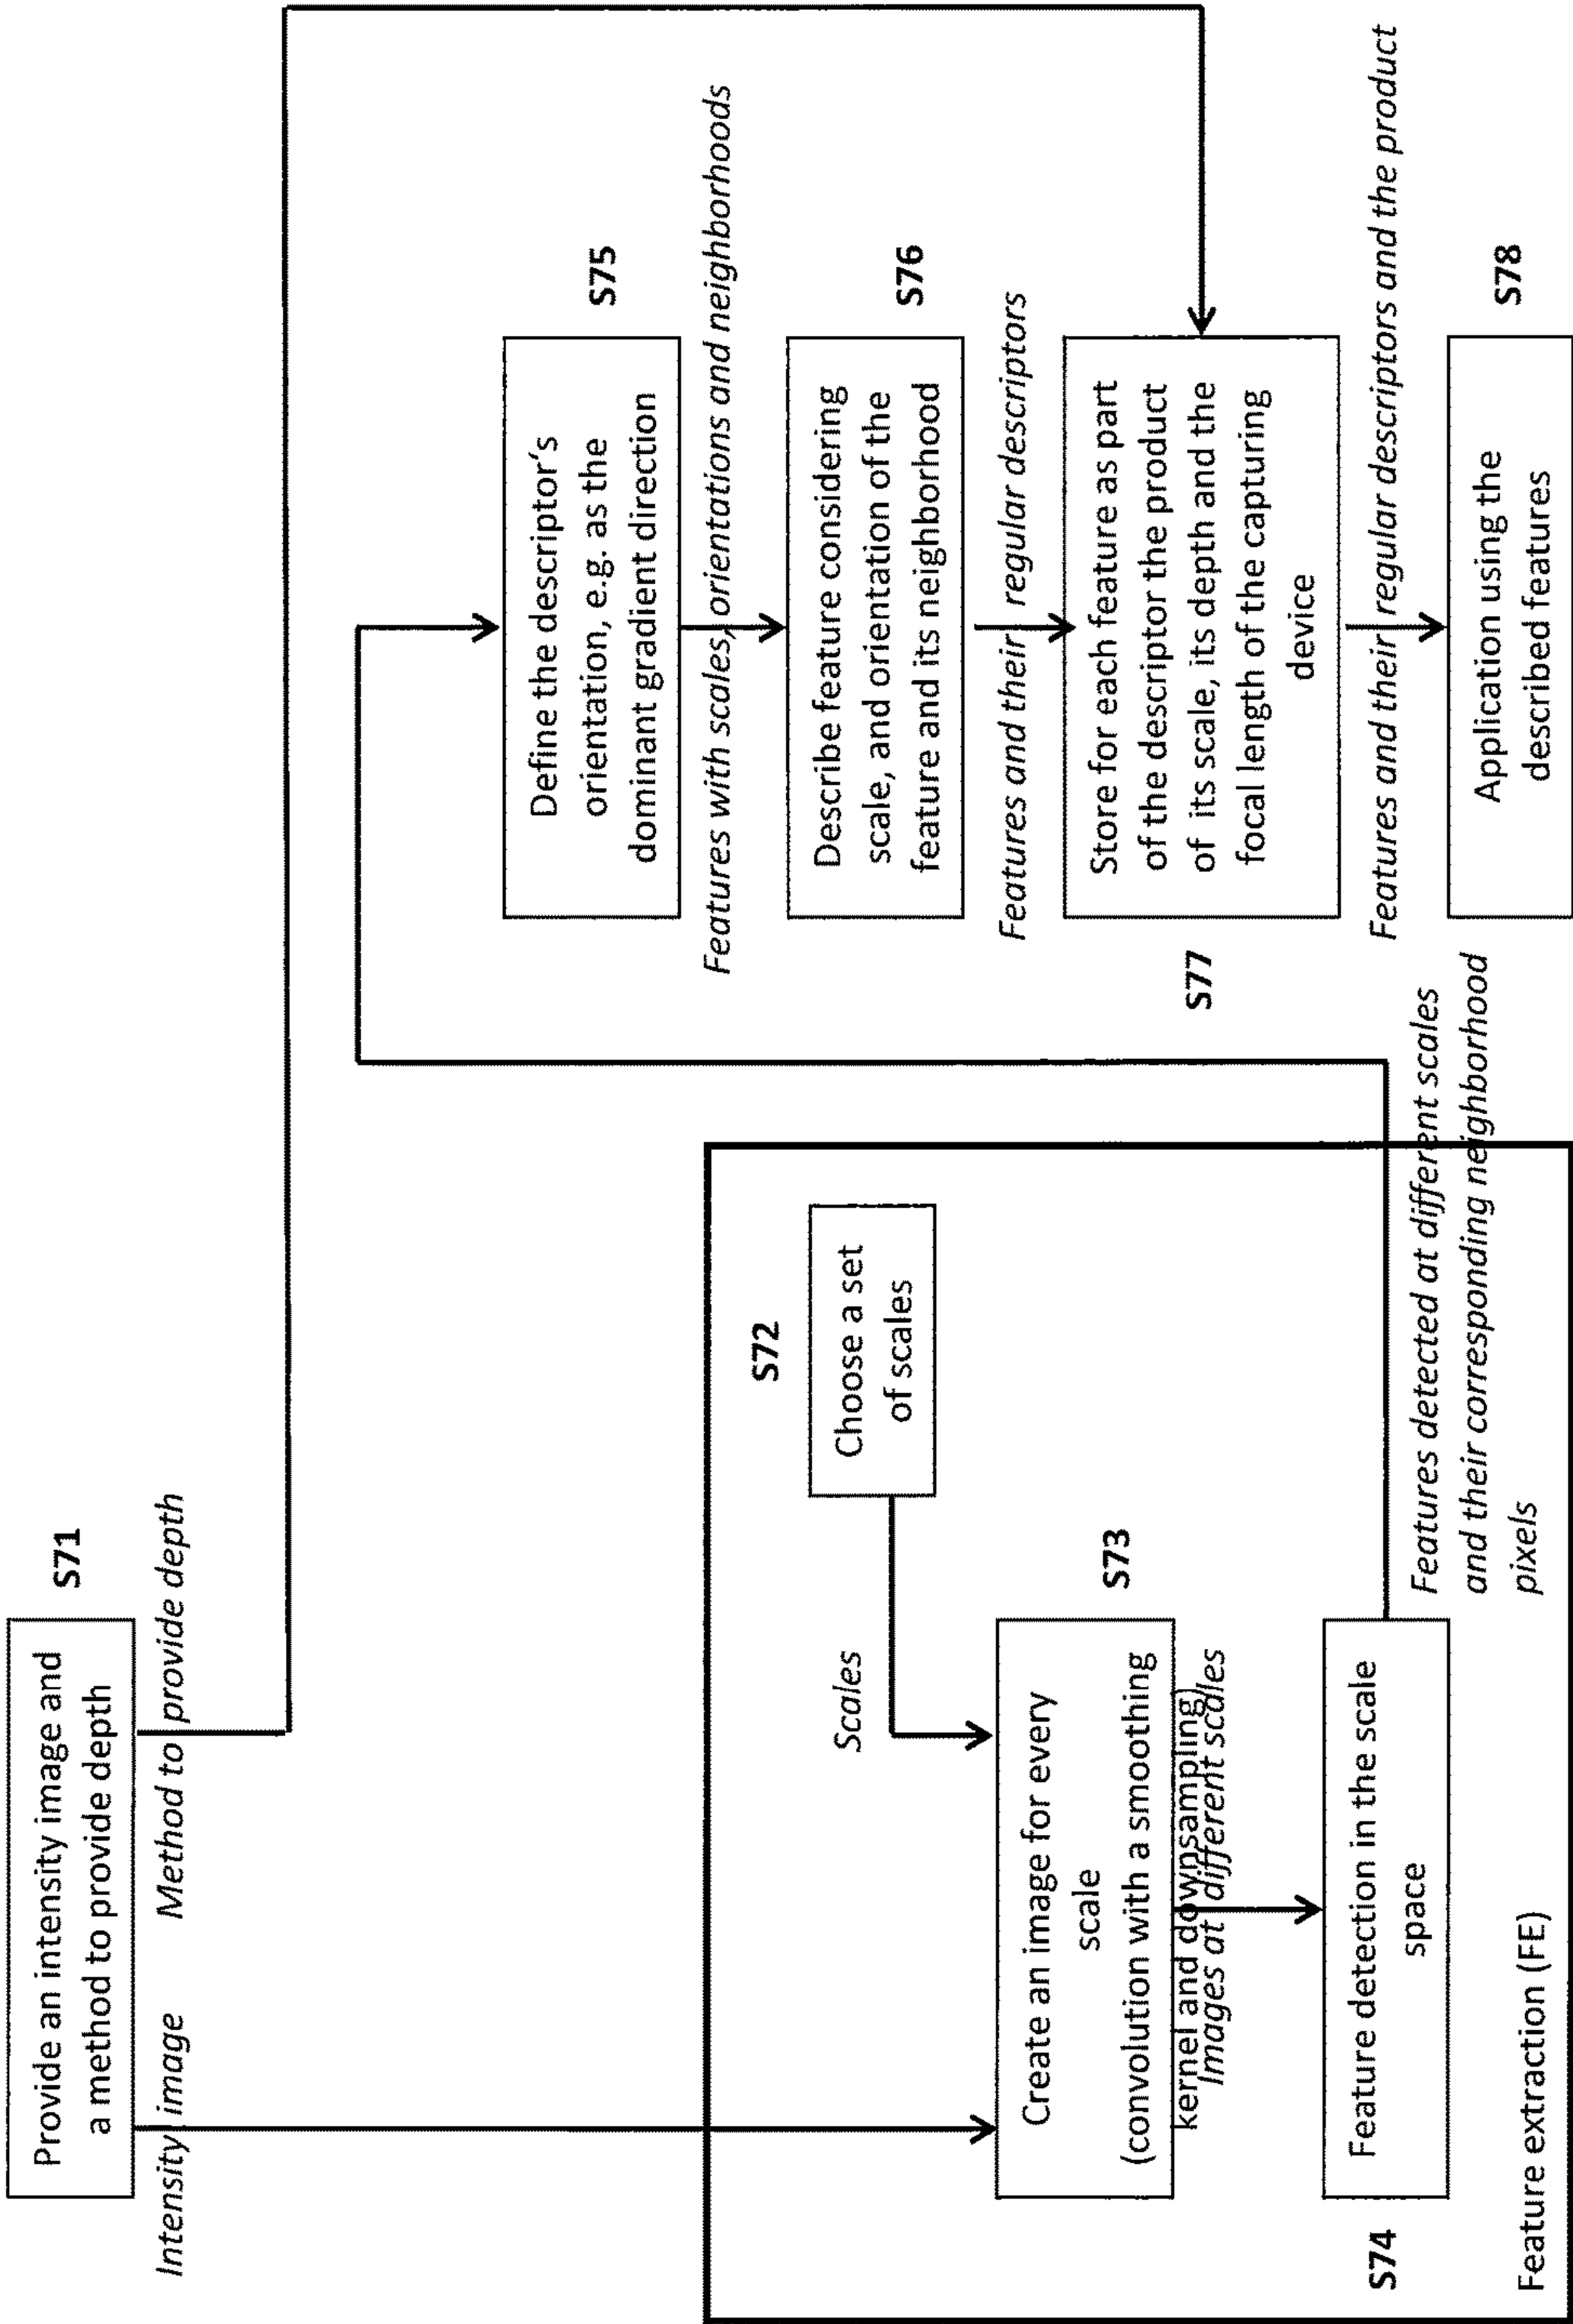 Provide an intensity image and
a method to provide depth
S71
Intensity image
Method to provide depth
S72
Choose a set
of scales
Scales
S73
Create an image for every
scale
(convolution with a smoothing
kernel and downsampling)
Images at different scales
S74
Feature detection in the scale
space
Feature extraction (FE)
Features detected at different scales
and their corresponding neighborhood
pixels
S75
Define the descriptor‘s
orientation, e.g. as the
dominant gradient direction
Features with scales, orientations and neighborhoods
S76
Describe feature considering
scale, and orientation of the
feature and its neighborhood
Features and their regular descriptors
S77
Store for each feature as part
of the descriptor the product
of its scale, its depth and the
focal length of the capturing
device
Features and their regular descriptors and the product
S78
Application using the
described features